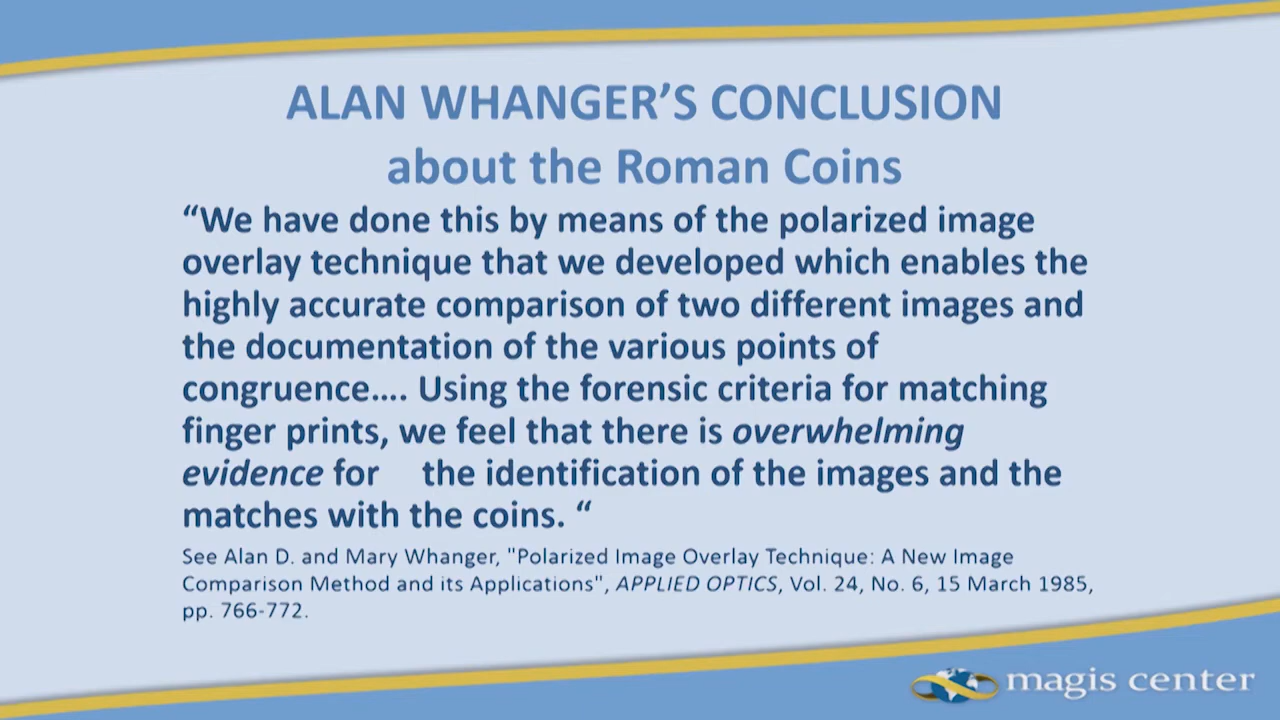 ALAN WHANGER’S CONCLUSION
about the Roman Coins
“We have done this by means of the polarized image
overlay technique that we developed which enables the
highly accurate comparison of two different images and
the documentation of the various points of
congruence…. Using the forensic criteria for matching
finger prints, we feel that there is overwhelming
evidence for the identification of the images and the
matches with the coins. “
See Alan D. and Mary Whanger, "Polarized Image Overlay Technique: A New Image
Comparison Method and its Applications", APPLIED OPTICS, Vol. 24, No. 6, 15 March 1985,
pp. 766-772.
magis center